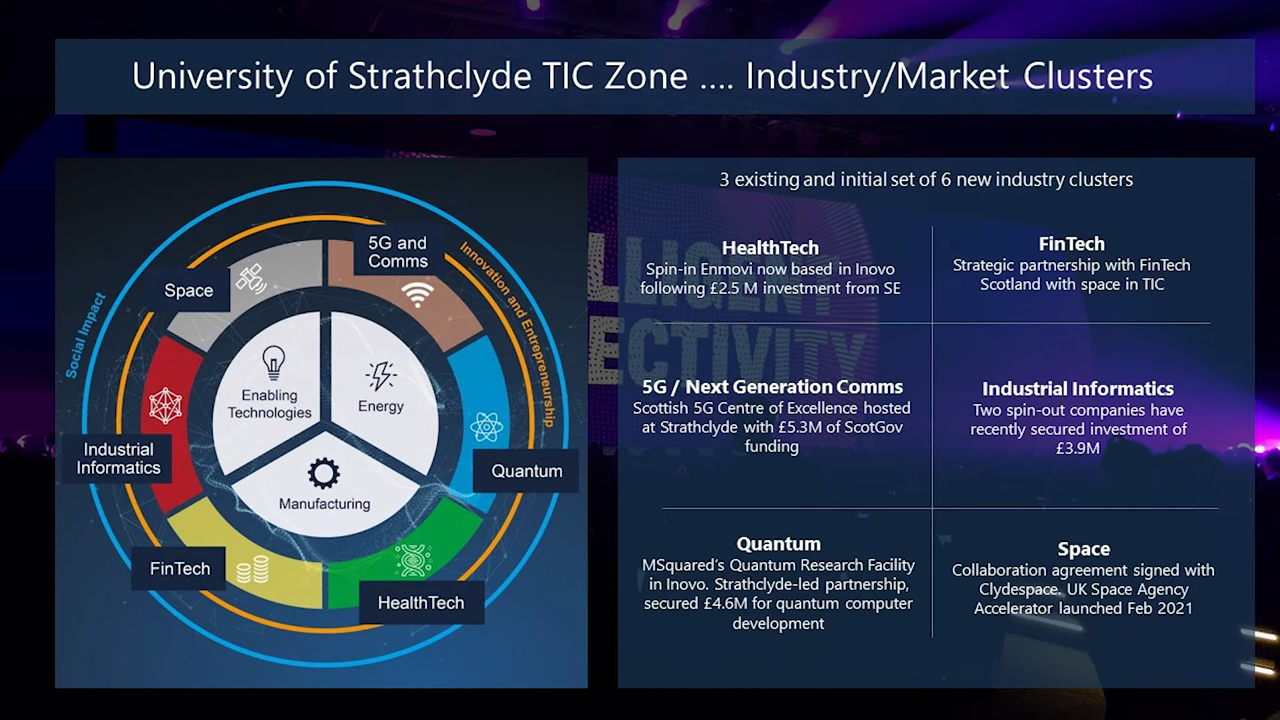 University of Strathclyde TIC Zone .... Industry/Market Clusters
5G and
Comms
Space
Social Impact
Innovation and Entrepreneurship
Enabling
Technologies
Energy
Manufacturing
Industrial
Informatics
Quantum
FinTech
HealthTech
3 existing and initial set of 6 new industry clusters
HealthTech
Spin-in Enmovi now based in Inovo
following £2.5 M investment from SE
FinTech
Strategic partnership with FinTech
Scotland with space in TIC
5G / Next Generation Comms
Scottish 5G Centre of Excellence hosted
at Strathclyde with £5.3M of ScotGov
funding
Industrial Informatics
Two spin-out companies have
recently secured investment of
£3.9M
Quantum
MSquared's Quantum Research Facility
in Inovo. Strathclyde-led partnership,
secured £4.6M for quantum computer
development
Space
Collaboration agreement signed with
Clydespace. UK Space Agency
Accelerator launched Feb 2021